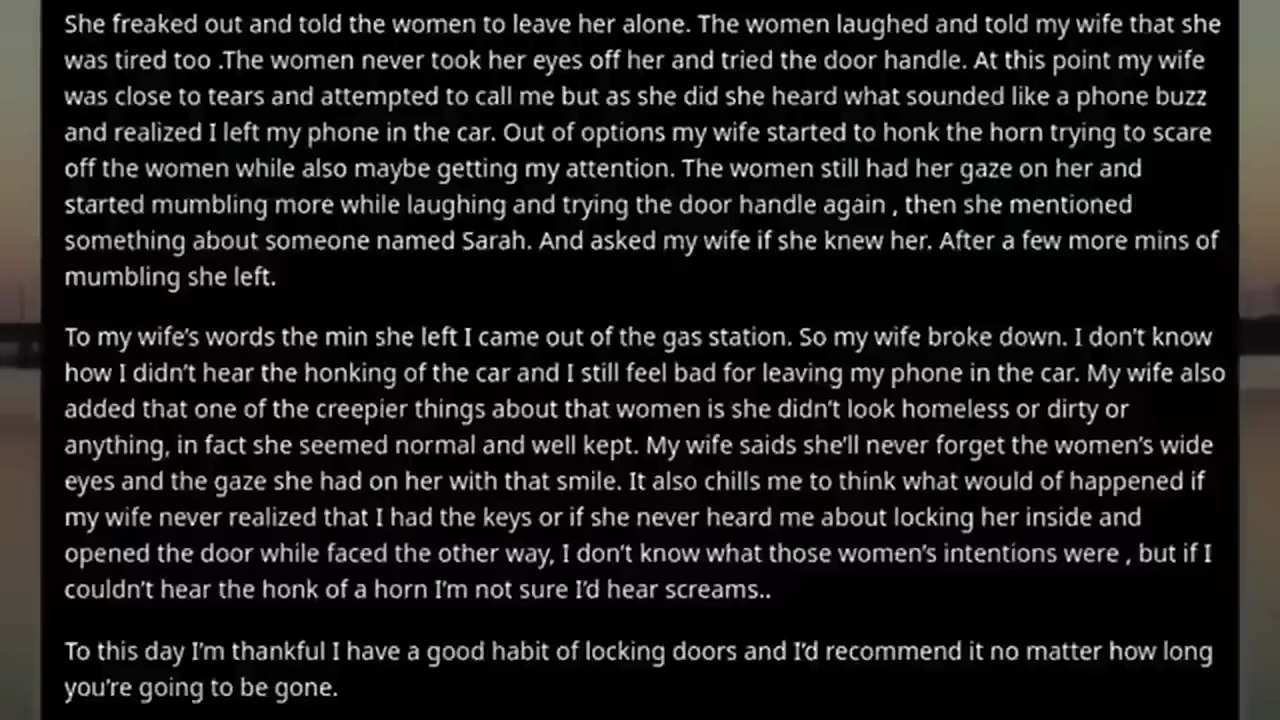 She freaked out and told the women to leave her alone. The women laughed and told my wife that she
was tired too .The women never took her eyes off her and tried the door handle. At this point my wife
was close to tears and attempted to call me but as she did she heard what sounded like a phone buzz
and realized I left my phone in the car. Out of options my wife started to honk the horn trying to scare
off the women while also maybe getting my attention. The women still had her gaze on her and
started mumbling more while laughing and trying the door handle again , then she mentioned
something about someone named Sarah. And asked my wife if she knew her. After a few more mins of
mumbling she left.
To my wife's words the min she left I came out of the gas station. So my wife broke down. I don't know
how I didn't hear the honking of the car and I still feel bad for leaving my phone in the car. My wife also
added that one of the creepier things about that women is she didn't look homeless or dirty or
anything, in fact she seemed normal and well kept. My wife saids she'll never forget the women's wide
eyes and the gaze she had on her with that smile. It also chills me to think what would of happened if
my wife never realized that I had the keys or if she never heard me about locking her inside and
opened the door while faced the other way, I don't know what those women's intentions were , but if I
couldn't hear the honk of a horn I'm not sure I'd hear screams..
To this day I'm thankful I have a good habit of locking doors and I'd recommend it no matter how long
you're going to be gone.